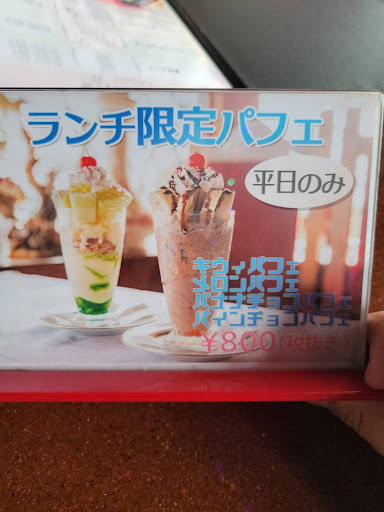 ランチ限定パフェ
平日のみ
キウィパフェ
メロンパフェ
バナナチョコパフェ
パインチョコパフェ
¥800(税抜き)